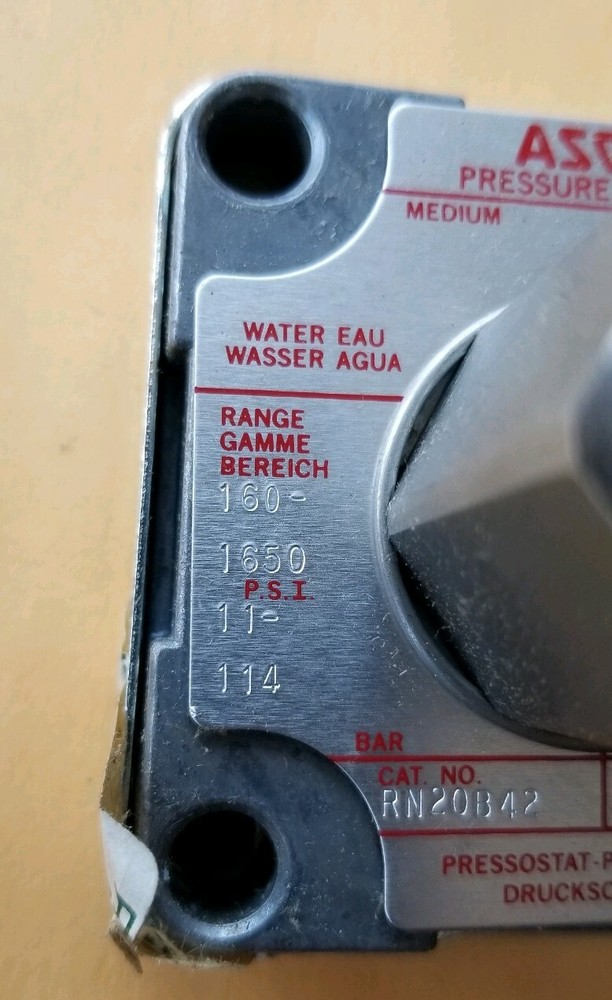 PRESSURE
MEDIUM
WATER EAU
WASSER AGUA
RANGE
GAMME
BEREICH
160-
1650
P.S.I.
11-
114
BAR
CAT. NO.
RN20B42
PRESSOSTAT-P
DRUCKSC